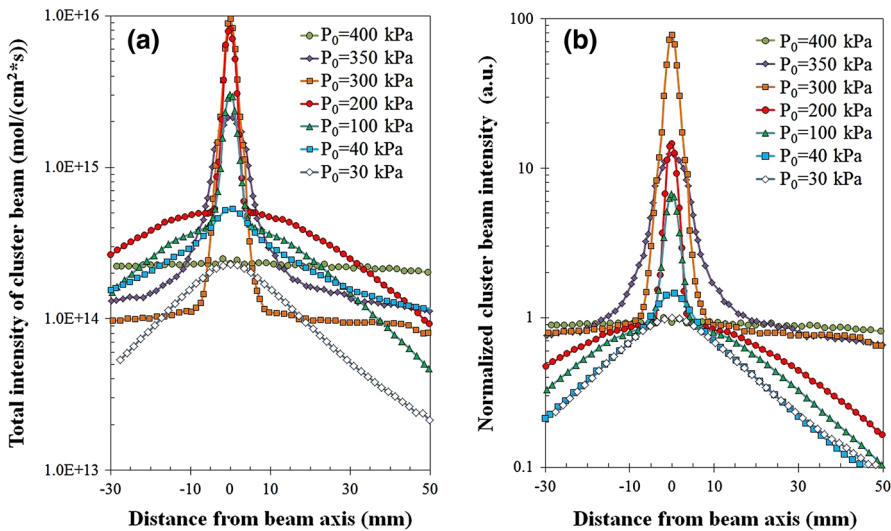 Total intensity of cluster beam (mol/(cm²*s))
1.0E+16
1.0E+15
1.0E+14
1.0E+13
(a)
P₀=400 kPa
P₀=350 kPa
P₀=300 kPa
P₀=200 kPa
P₀=100 kPa
P₀=40 kPa
P₀=30 kPa
-30 -10 0 10 30 50
Distance from beam axis (mm)
Normalized cluster beam intensity (a.u.)
100
10
1
0.1
(b)
P₀=400 kPa
P₀=350 kPa
P₀=300 kPa
P₀=200 kPa
P₀=100 kPa
P₀=40 kPa
P₀=30 kPa
-30 -10 0 10 30 50
Distance from beam axis (mm)